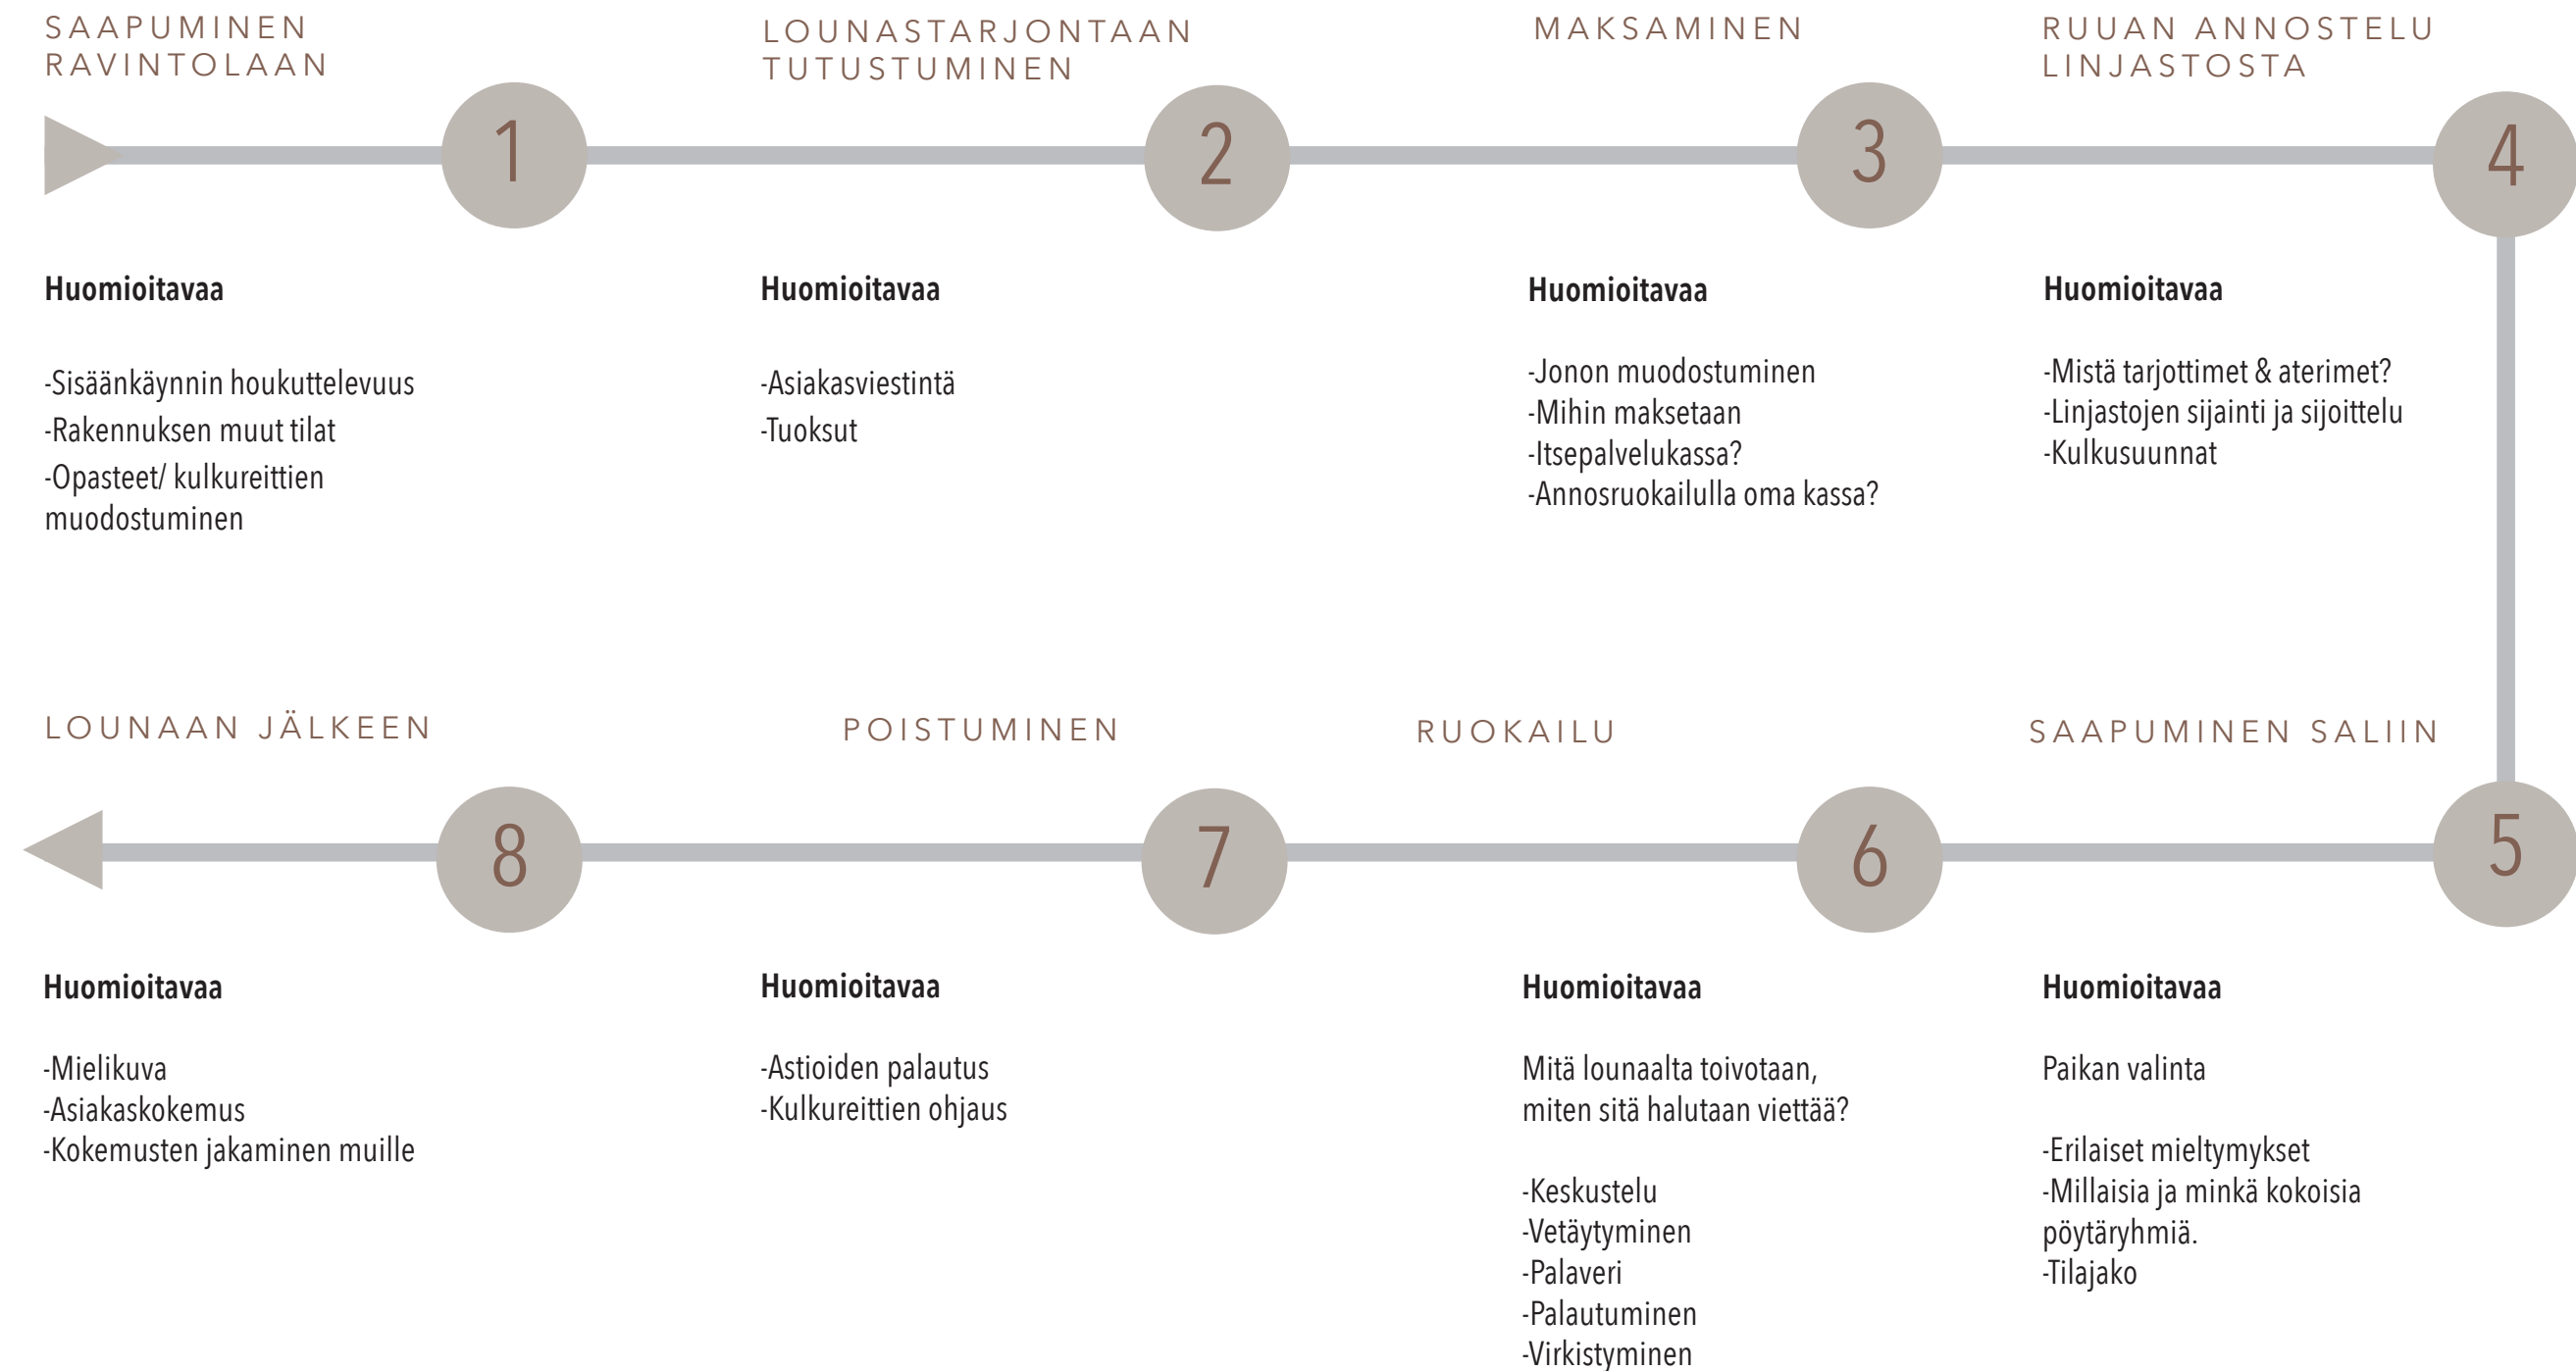 SAAPUMINEN
RAVINTOLAAN
1
Huomioitavaa
-Sisäänkäynnin houkuttelevuus
-Rakennuksen muut tilat
-Opasteet/ kulkureittien
muodostuminen
LOUNASTARJONTAAN
TUTUSTUMINEN
2
Huomioitavaa
-Asiakasviestintä
-Tuoksut
MAKSAMINEN
3
Huomioitavaa
-Jonon muodostuminen
-Mihin maksetaan
-Itsepalvelukassa?
-Annosruokailulla oma kassa?
RUUAN ANNOSTELU
LINJASTOSTA
4
Huomioitavaa
-Mistä tarjottimet & aterimet?
-Linjastojen sijainti ja sijoittelu
-Kulkusuunnat
SAAPUMINEN SALIIN
5
Huomioitavaa
Paikan valinta
-Erilaiset mieltymykset
-Millaisia ja minkä kokoisia
pöytäryhmiä.
-Tilajako
RUOKAILU
6
Huomioitavaa
Mitä lounaalta toivotaan,
miten sitä halutaan viettää?
-Keskustelu
-Vetäytyminen
-Palaveri
-Palautuminen
-Virkistyminen
POISTUMINEN
7
Huomioitavaa
-Astioiden palautus
-Kulkureittien ohjaus
LOUNAAN JÄLKEEN
8
Huomioitavaa
-Mielikuva
-Asiakaskokemus
-Kokemusten jakaminen muille